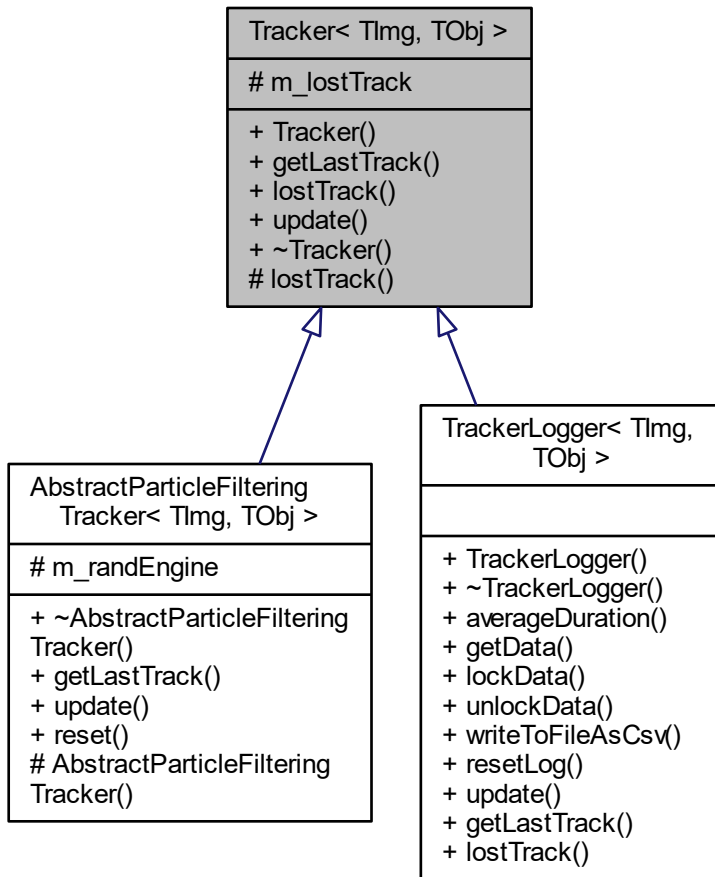 Tracker< TImg, TObj >
# m_lostTrack
+ Tracker()
+ getLastTrack()
+ lostTrack()
+ update()
+ ~Tracker()
# lostTrack()
AbstractParticleFiltering
Tracker< TImg, TObj >
# m_randEngine
+ ~AbstractParticleFiltering
Tracker()
+ getLastTrack()
+ update()
+ reset()
# AbstractParticleFiltering
Tracker()
TrackerLogger< TImg,
TObj >
+ TrackerLogger()
+ ~TrackerLogger()
+ averageDuration()
+ getData()
+ lockData()
+ unlockData()
+ writeToFileAsCsv()
+ resetLog()
+ update()
+ getLastTrack()
+ lostTrack()